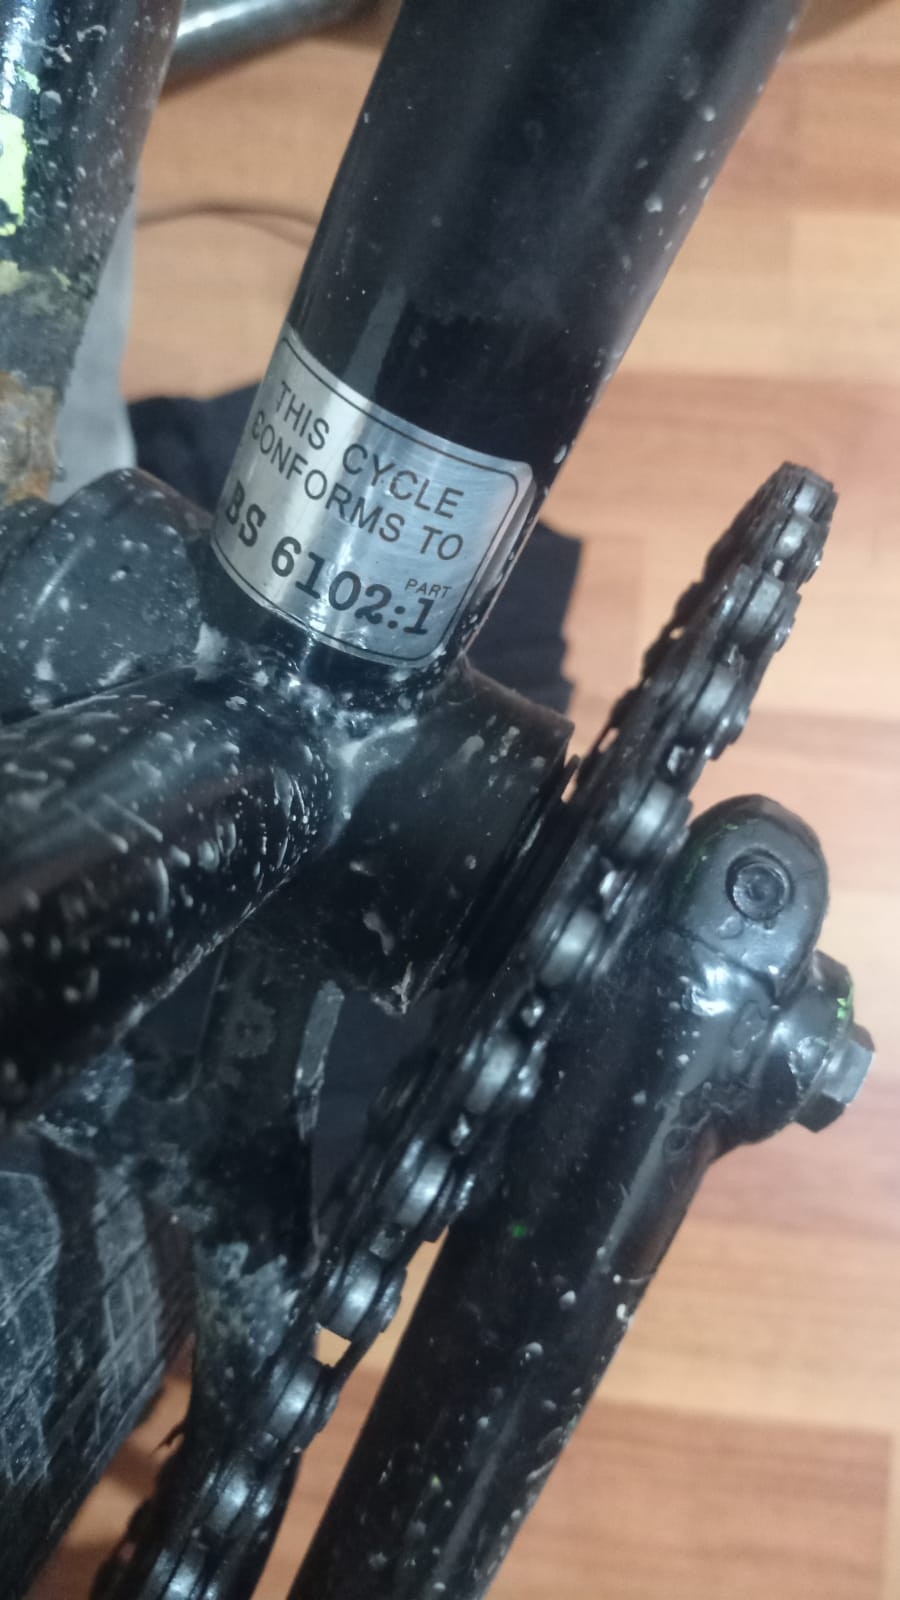 THIS CYCLE
CONFORMS TO
BS 6102: PART 1